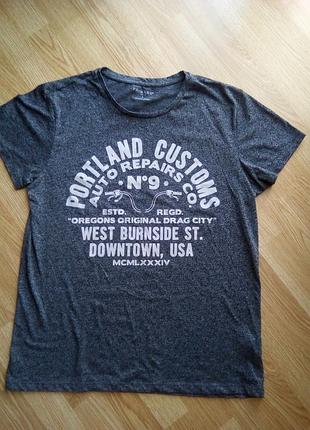 PORTLAND CUSTOMS
AUTO REPAIRS CO.
Nº9
ESTD. REGD.
"OREGONS ORIGINAL DRAG CITY"
WEST BURNSIDE ST.
DOWNTOWN, USA
MCMLXXXIV